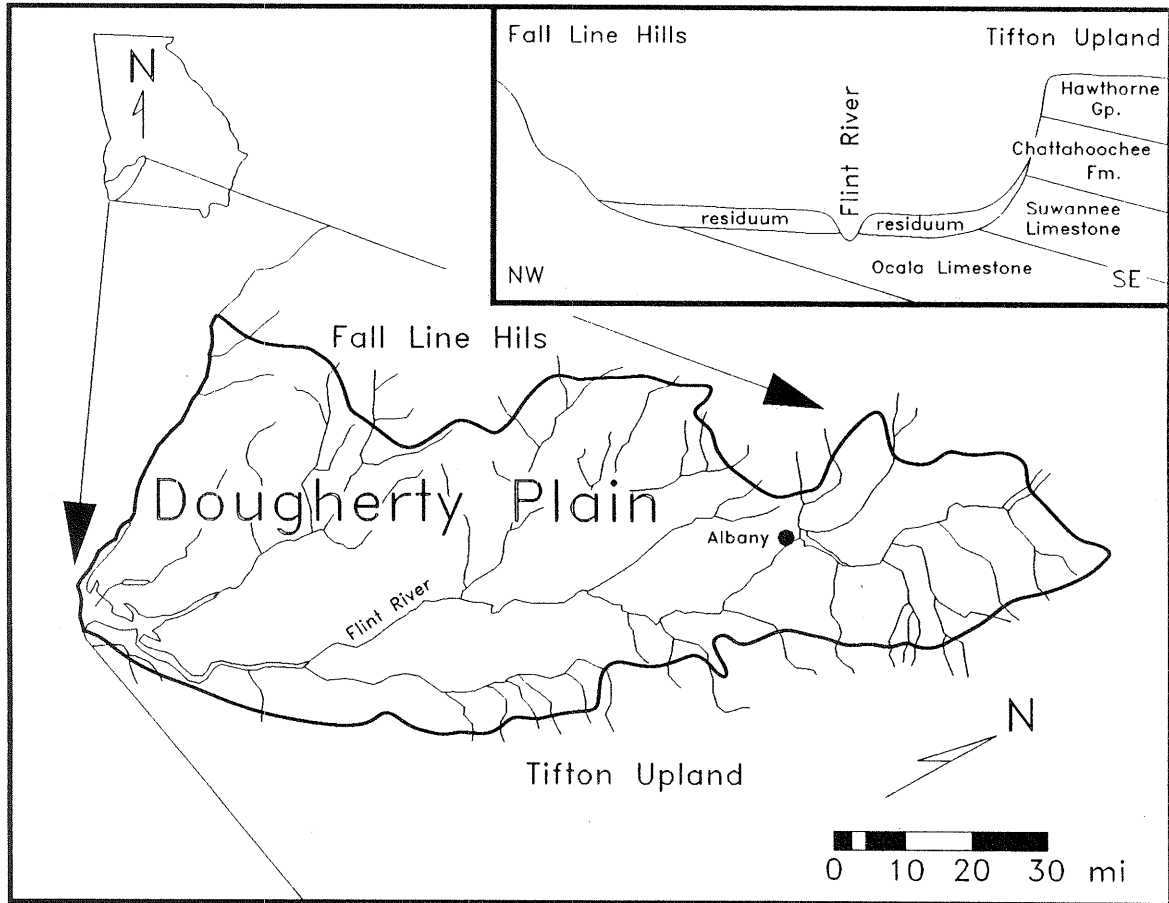 N
Fall Line Hills
Tifton Upland
Hawthorne
Gp.
Chattahoochee
Fm.
Suwannee
Limestone
Flint River
residuum
residuum
Ocala Limestone
NW
SE
Fall Line Hils
Dougherty Plain
Albany
Flint River
Tifton Upland
N
0 10 20 30 mi